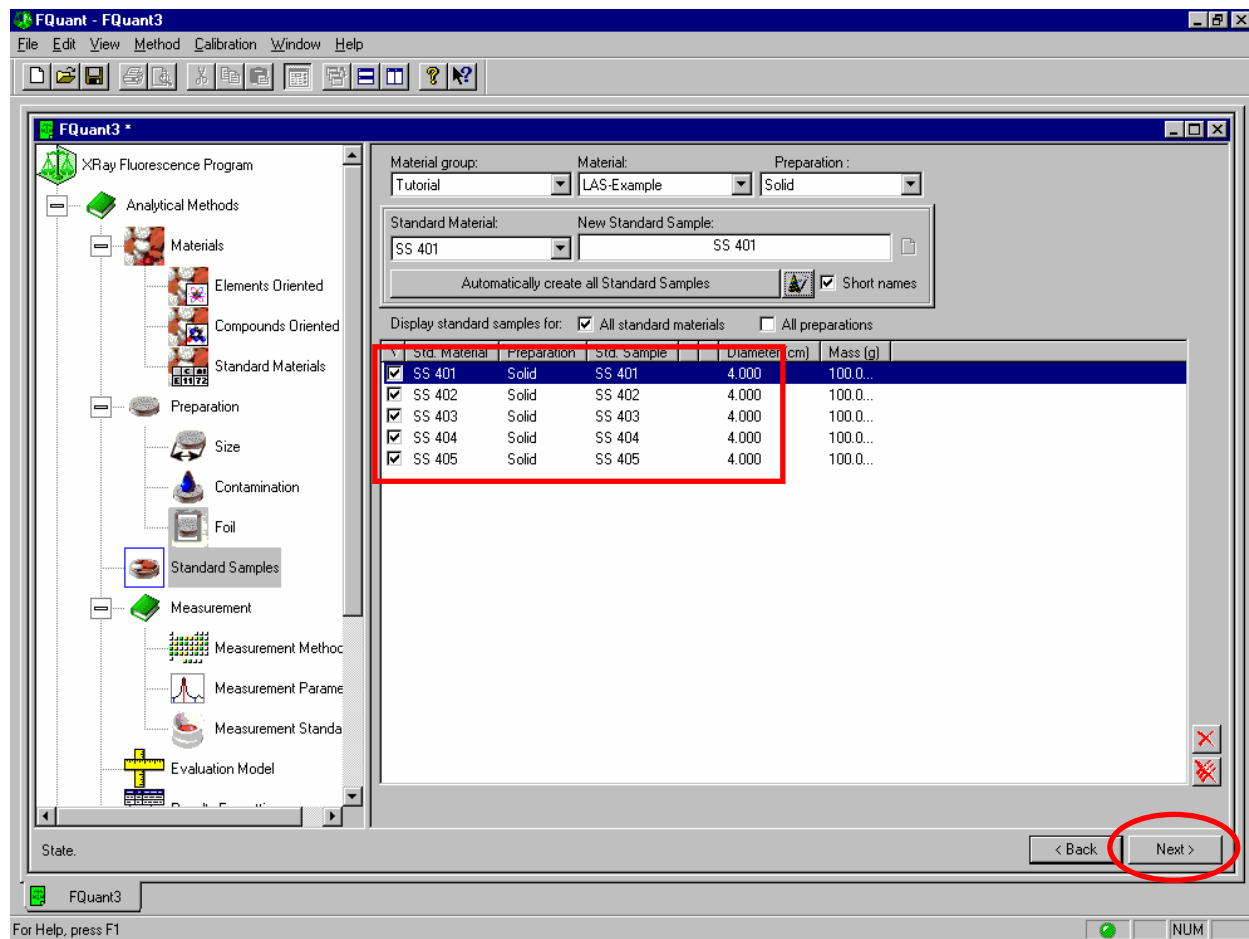 FQuant - FQuant3
File Edit View Method Calibration Window Help
FQuant3 *
XRay Fluorescence Program
Analytical Methods
Materials
Elements Oriented
Compounds Oriented
Standard Materials
Preparation
Size
Contamination
Foil
Standard Samples
Measurement
Measurement Methoc
Measurement Parame
Measurement Standa
Evaluation Model
Material group: Material: Preparation :
Tutorial LAS-Example Solid
Standard Material: New Standard Sample:
SS 401 SS 401
Automatically create all Standard Samples Short names
Display standard samples for: All standard materials All preparations
Std. Material Preparation Std. Sample Diameter (cm) Mass (g)
SS 401 Solid SS 401 4.000 100.0...
SS 402 Solid SS 402 4.000 100.0...
SS 403 Solid SS 403 4.000 100.0...
SS 404 Solid SS 404 4.000 100.0...
SS 405 Solid SS 405 4.000 100.0...
State. < Back Next >
FQuant3
For Help, press F1 NUM